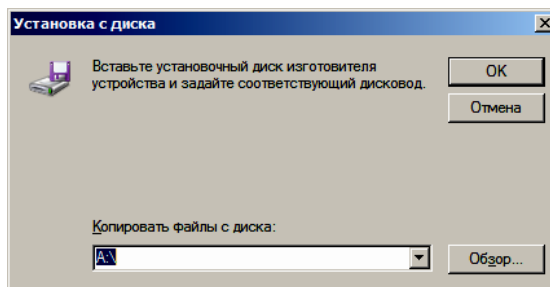 Установка с диска
Вставьте установочный диск изготовителя
устройства и задайте соответствующий дисковод.
OK
Отмена
Копировать файлы с диска:
A:\
Обзор...